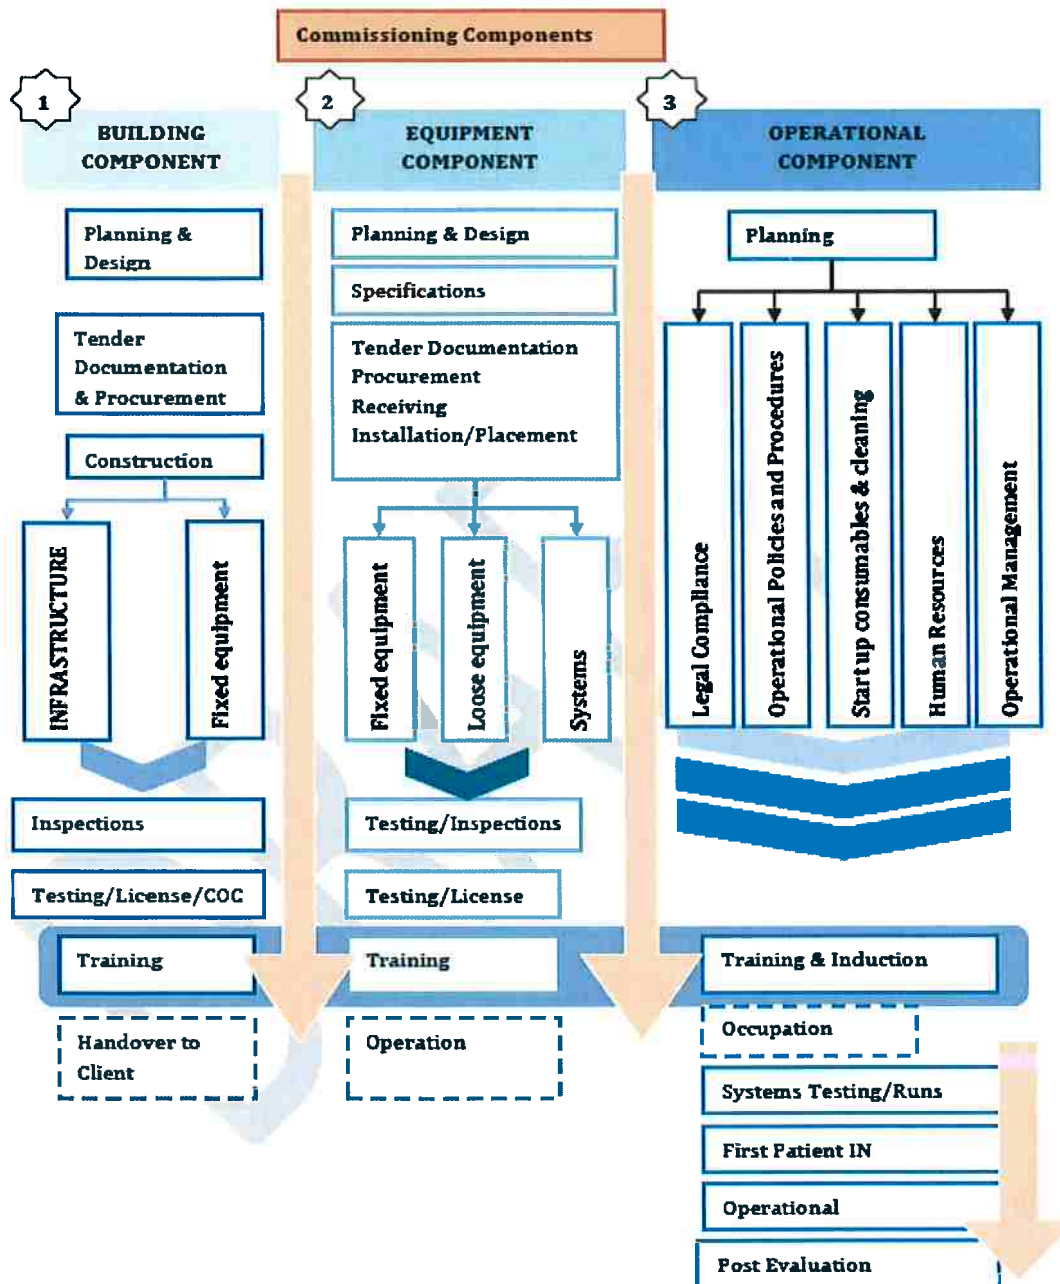 Commissioning Components
1
BUILDING
COMPONENT
Planning &
Design
Tender
Documentation
& Procurement
Construction
INFRASTRUCTURE
Fixed equipment
Inspections
Testing/License/COC
Training
Handover to
Client
2
EQUIPMENT
COMPONENT
Planning & Design
Specifications
Tender Documentation
Procurement
Receiving
Installation/Placement
Fixed equipment
Loose equipment
Systems
Testing/Inspections
Testing/License
Training
Operation
3
OPERATIONAL
COMPONENT
Planning
Legal Compliance
Operational Policies and Procedures
Start up consumables & cleaning
Human Resources
Operational Management
Training & Induction
Occupation
Systems Testing/Runs
First Patient IN
Operational
Post Evaluation